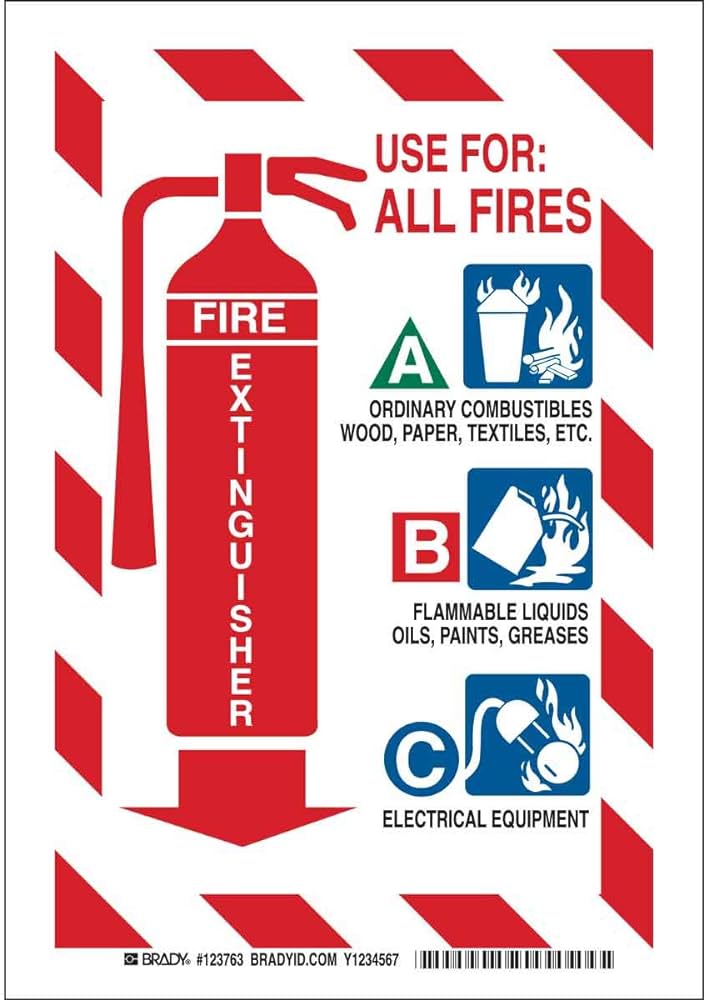 USE FOR:
ALL FIRES
FIRE
EXTINGUISHER
A
ORDINARY COMBUSTIBLES
WOOD, PAPER, TEXTILES, ETC.
B
FLAMMABLE LIQUIDS
OILS, PAINTS, GREASES
C
ELECTRICAL EQUIPMENT
BRADY® #123763 BRADYID.COM Y1234567